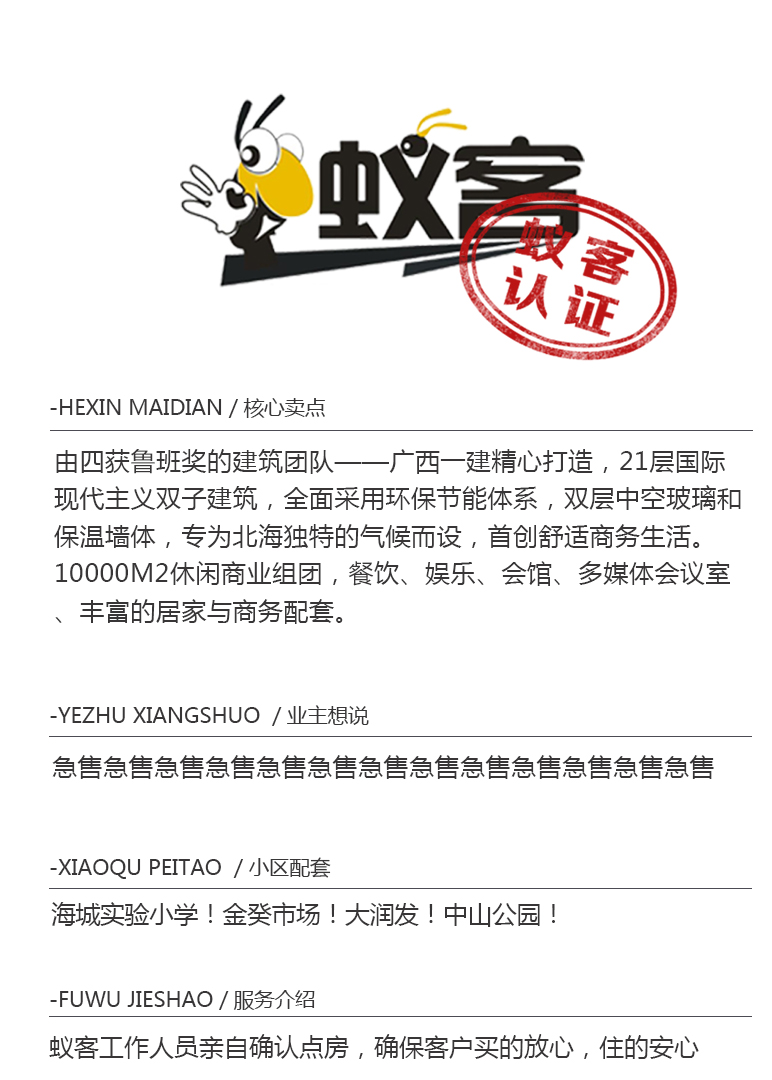 蚁客
蚁客
认证
-HEXIN MAIDIAN / 核心卖点
由四获鲁班奖的建筑团队——广西一建精心打造，21层国际
现代主义双子建筑，全面采用环保节能体系，双层中空玻璃和
保温墙体，专为北海独特的气候而设，首创舒适商务生活。
10000M2休闲商业组团，餐饮、娱乐、会馆、多媒体会议室
、丰富的居家与商务配套。
-YEZHU XIANGSHUO / 业主想说
急售急售急售急售急售急售急售急售急售急售急售急售急售
-XIAOQU PEITAO / 小区配套
海城实验小学！金葵市场！大润发！中山公园！
-FUWU JIESHAO / 服务介绍
蚁客工作人员亲自确认点房，确保客户买的放心，住的安心